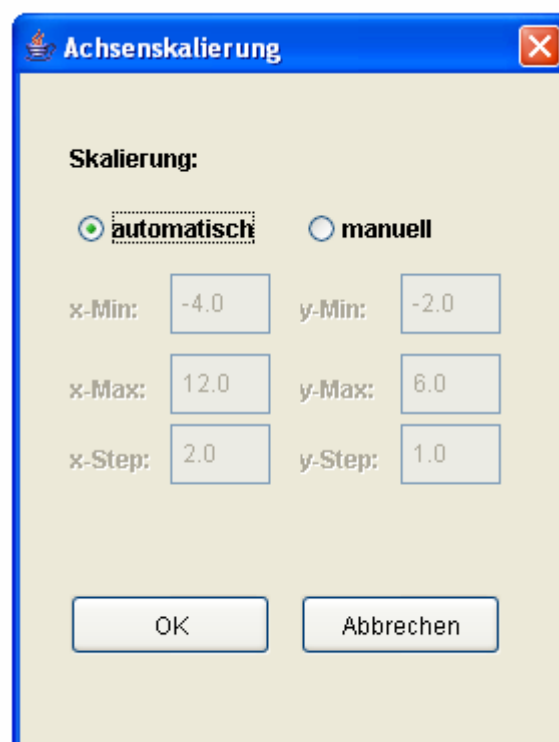 Achsenskalierung
Skalierung:
automatisch manuell
x-Min: -4.0 y-Min: -2.0
x-Max: 12.0 y-Max: 6.0
x-Step: 2.0 y-Step: 1.0
OK Abbrechen